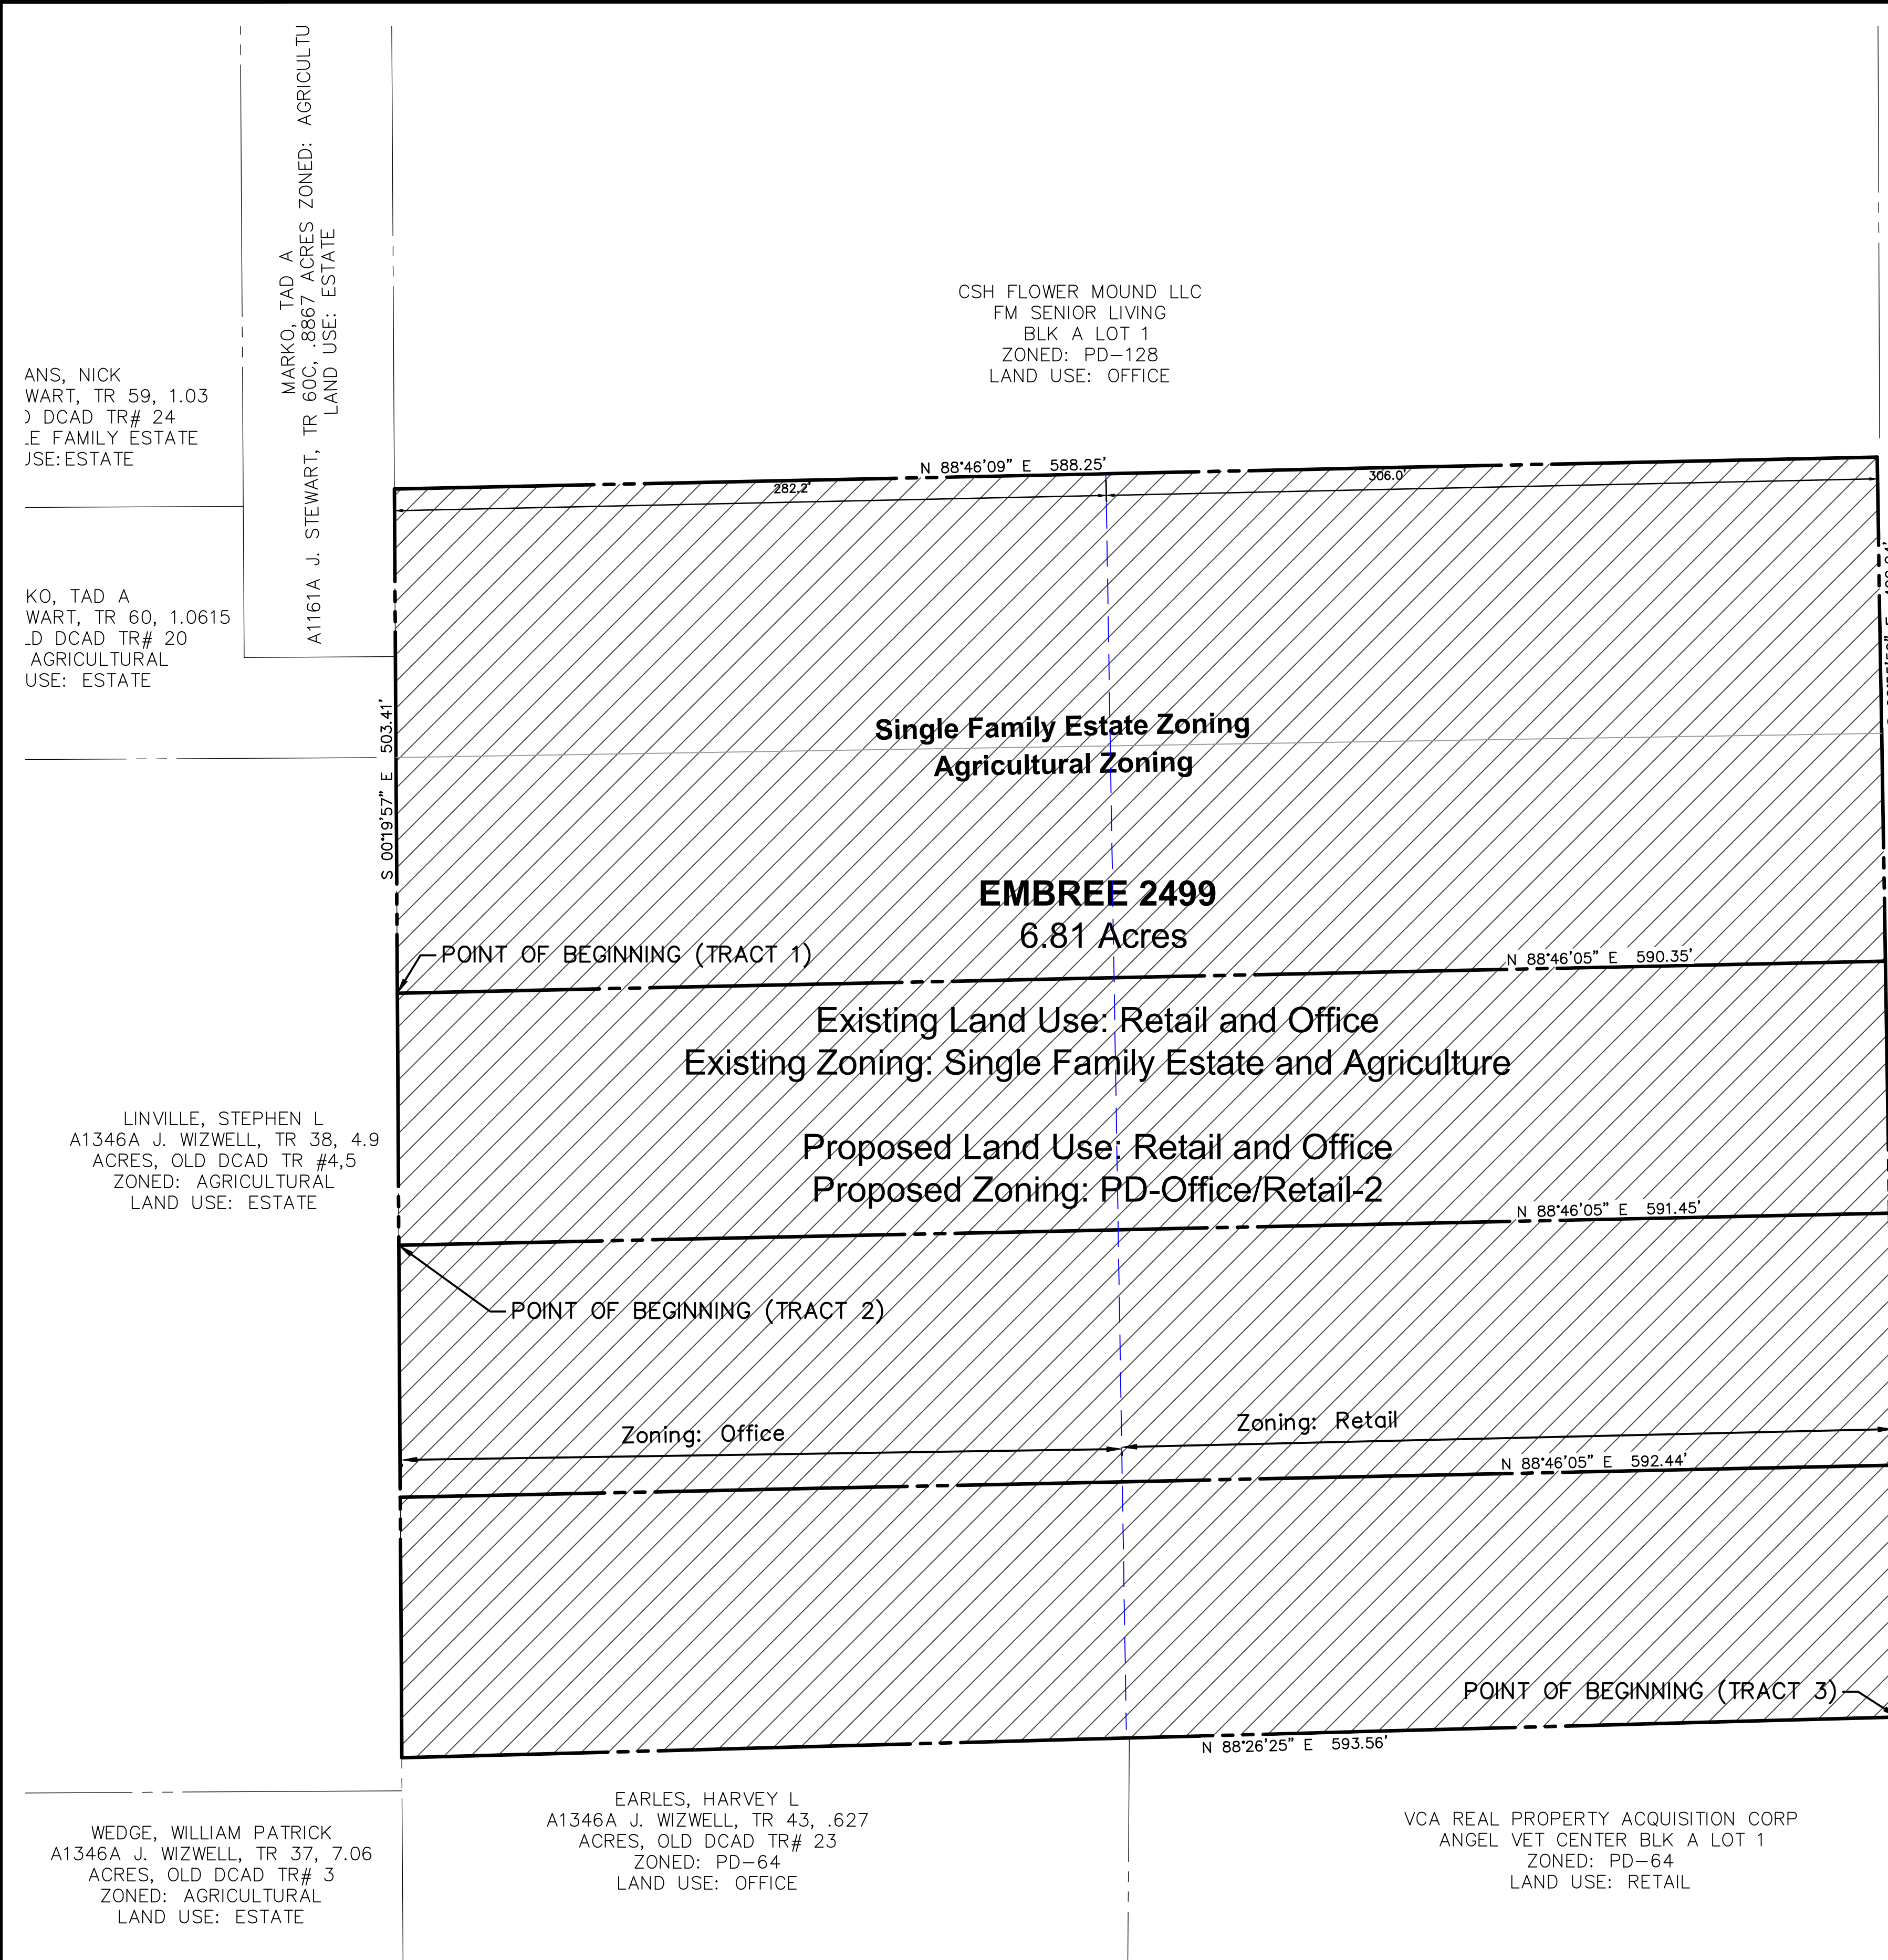 MARKO, TAD A
A1161A J. STEWART, TR 60C, .8867 ACRES ZONED: AGRICULTU
LAND USE: ESTATE
CSH FLOWER MOUND LLC
FM SENIOR LIVING
BLK A LOT 1
ZONED: PD-128
LAND USE: OFFICE
ANS, NICK
WART, TR 59, 1.03
DCAD TR# 24
E FAMILY ESTATE
USE: ESTATE
N 88°46'09" E 588.25'
282.2'
306.0'
KO, TAD A
WART, TR 60, 1.0615
D DCAD TR# 20
AGRICULTURAL
USE: ESTATE
S 00°19'57" E 503.41'
Single Family Estate Zoning
Agricultural Zoning
EMBREE 2499
6.81 Acres
POINT OF BEGINNING (TRACT 1)
N 88°46'05" E 590.35'
Existing Land Use: Retail and Office
Existing Zoning: Single Family Estate and Agriculture
Proposed Land Use: Retail and Office
Proposed Zoning: PD-Office/Retail-2
LINVILLE, STEPHEN L
A1346A J. WIZWELL, TR 38, 4.9
ACRES, OLD DCAD TR #4,5
ZONED: AGRICULTURAL
LAND USE: ESTATE
N 88°46'05" E 591.45'
POINT OF BEGINNING (TRACT 2)
Zoning: Office
Zoning: Retail
N 88°46'05" E 592.44'
POINT OF BEGINNING (TRACT 3)
N 88°26'25" E 593.56'
WEDGE, WILLIAM PATRICK
A1346A J. WIZWELL, TR 37, 7.06
ACRES, OLD DCAD TR# 3
ZONED: AGRICULTURAL
LAND USE: ESTATE
EARLES, HARVEY L
A1346A J. WIZWELL, TR 43, .627
ACRES, OLD DCAD TR# 23
ZONED: PD-64
LAND USE: OFFICE
VCA REAL PROPERTY ACQUISITION CORP
ANGEL VET CENTER BLK A LOT 1
ZONED: PD-64
LAND USE: RETAIL